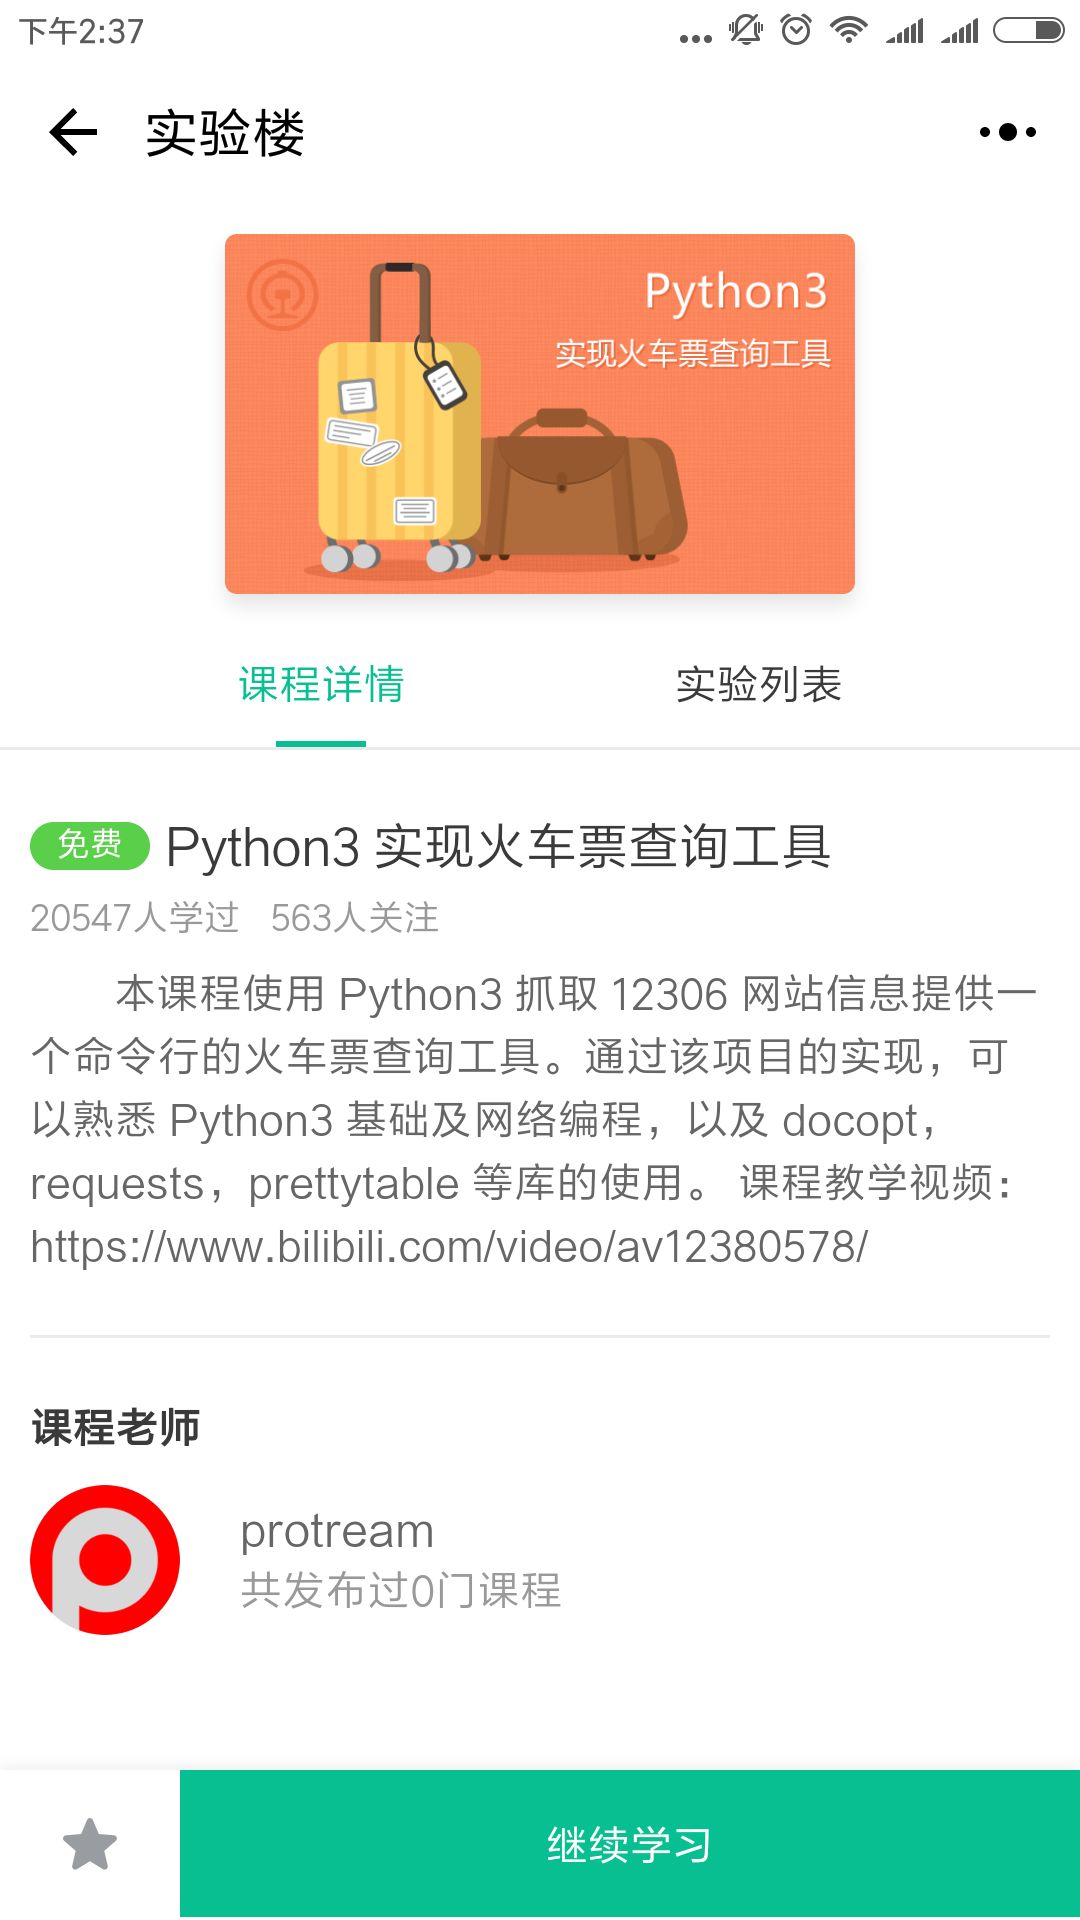 下午2:37
实验楼
Python3
实现火车票查询工具
课程详情
实验列表
免费 Python3 实现火车票查询工具
20547人学过 563人关注
本课程使用 Python3 抓取 12306 网站信息提供一
个命令行的火车票查询工具。通过该项目的实现，可
以熟悉 Python3 基础及网络编程，以及 docopt，
requests，prettytable 等库的使用。 课程教学视频：
https://www.bilibili.com/video/av12380578/
课程老师
protream
共发布过0门课程
继续学习